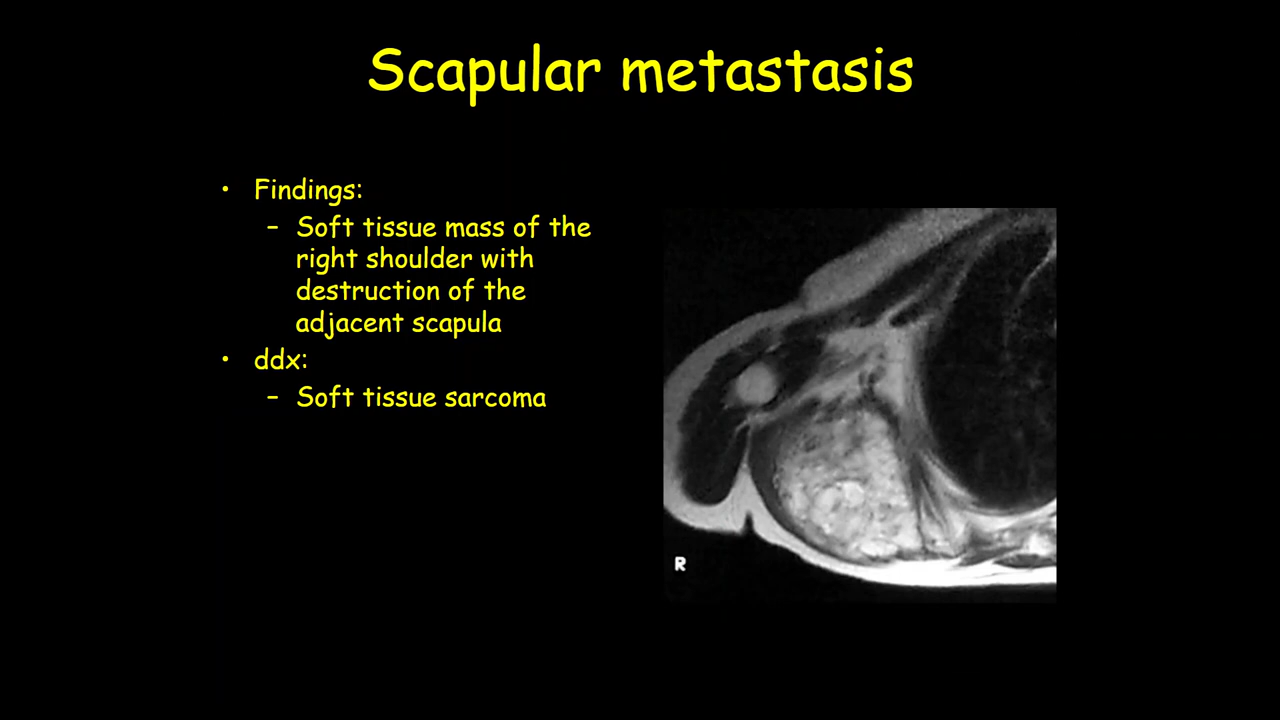 Scapular metastasis
• Findings:
– Soft tissue mass of the
right shoulder with
destruction of the
adjacent scapula
• ddx:
– Soft tissue sarcoma
R